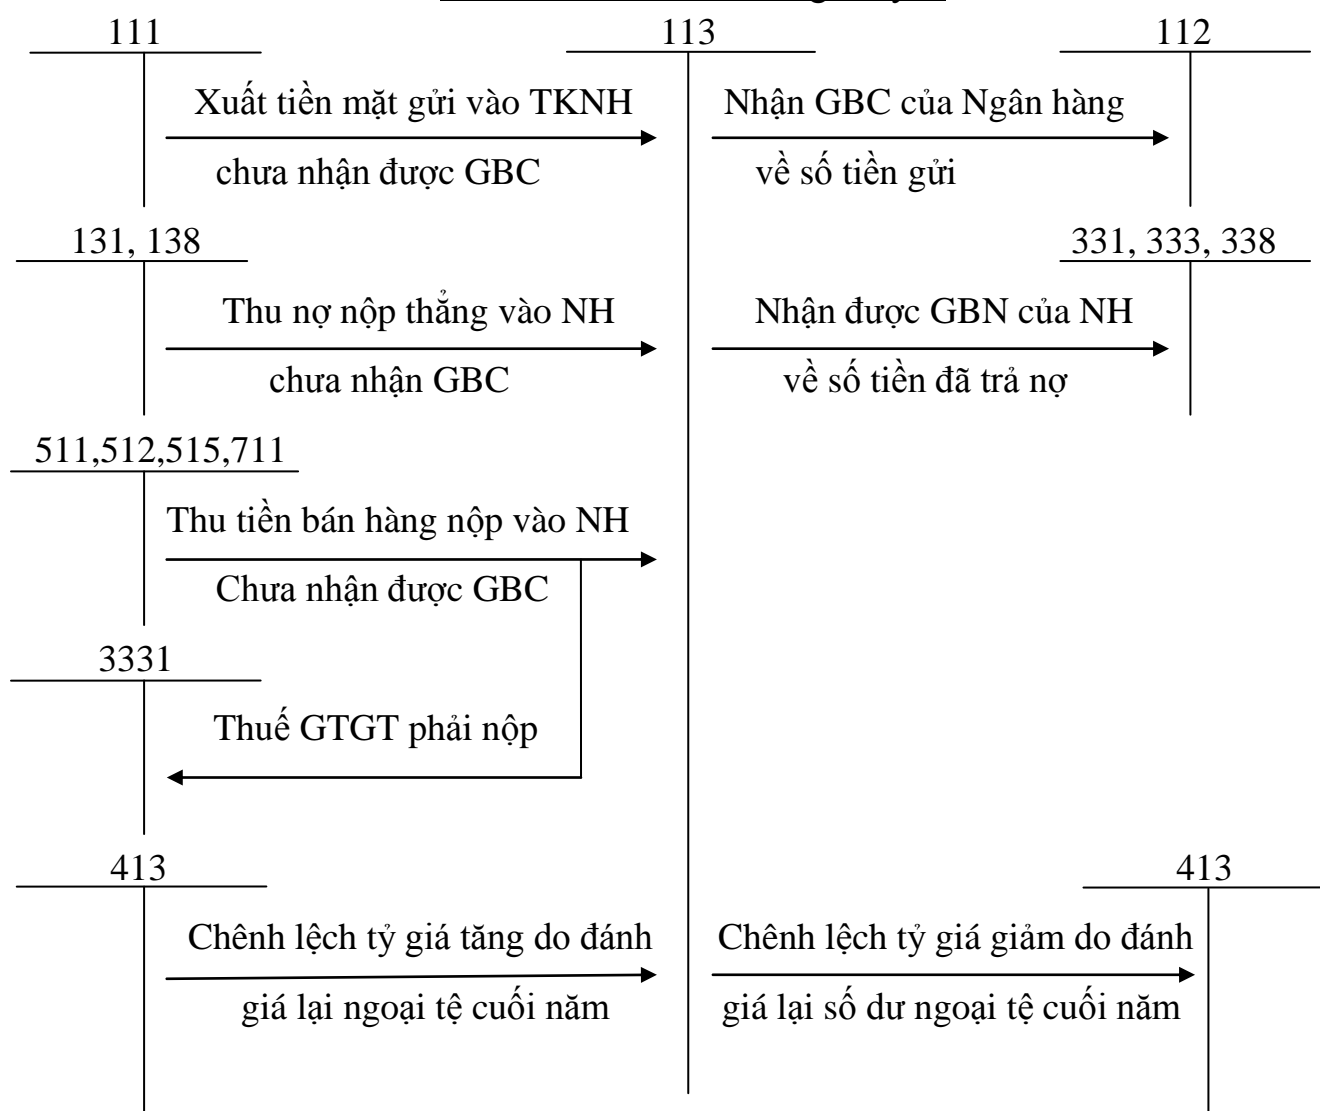 111
113
112
Xuất tiền mặt gửi vào TKNH
chưa nhận được GBC
Nhận GBC của Ngân hàng
về số tiền gửi
131, 138
331, 333, 338
Thu nợ nộp thẳng vào NH
chưa nhận GBC
Nhận được GBN của NH
về số tiền đã trả nợ
511,512,515,711
Thu tiền bán hàng nộp vào NH
Chưa nhận được GBC
3331
Thuế GTGT phải nộp
413
413
Chênh lệch tỷ giá tăng do đánh
giá lại ngoại tệ cuối năm
Chênh lệch tỷ giá giảm do đánh
giá lại số dư ngoại tệ cuối năm